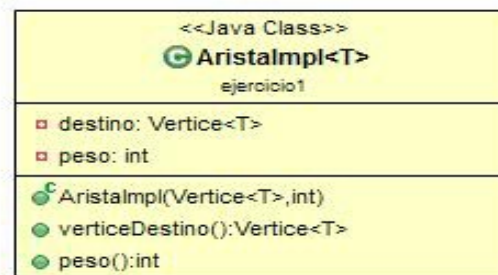 <<Java Class>>
AristaImpl<T>
ejercicio1
destino: Vertice<T>
peso: int
AristaImpl(Vertice<T>,int)
verticeDestino():Vertice<T>
peso():int